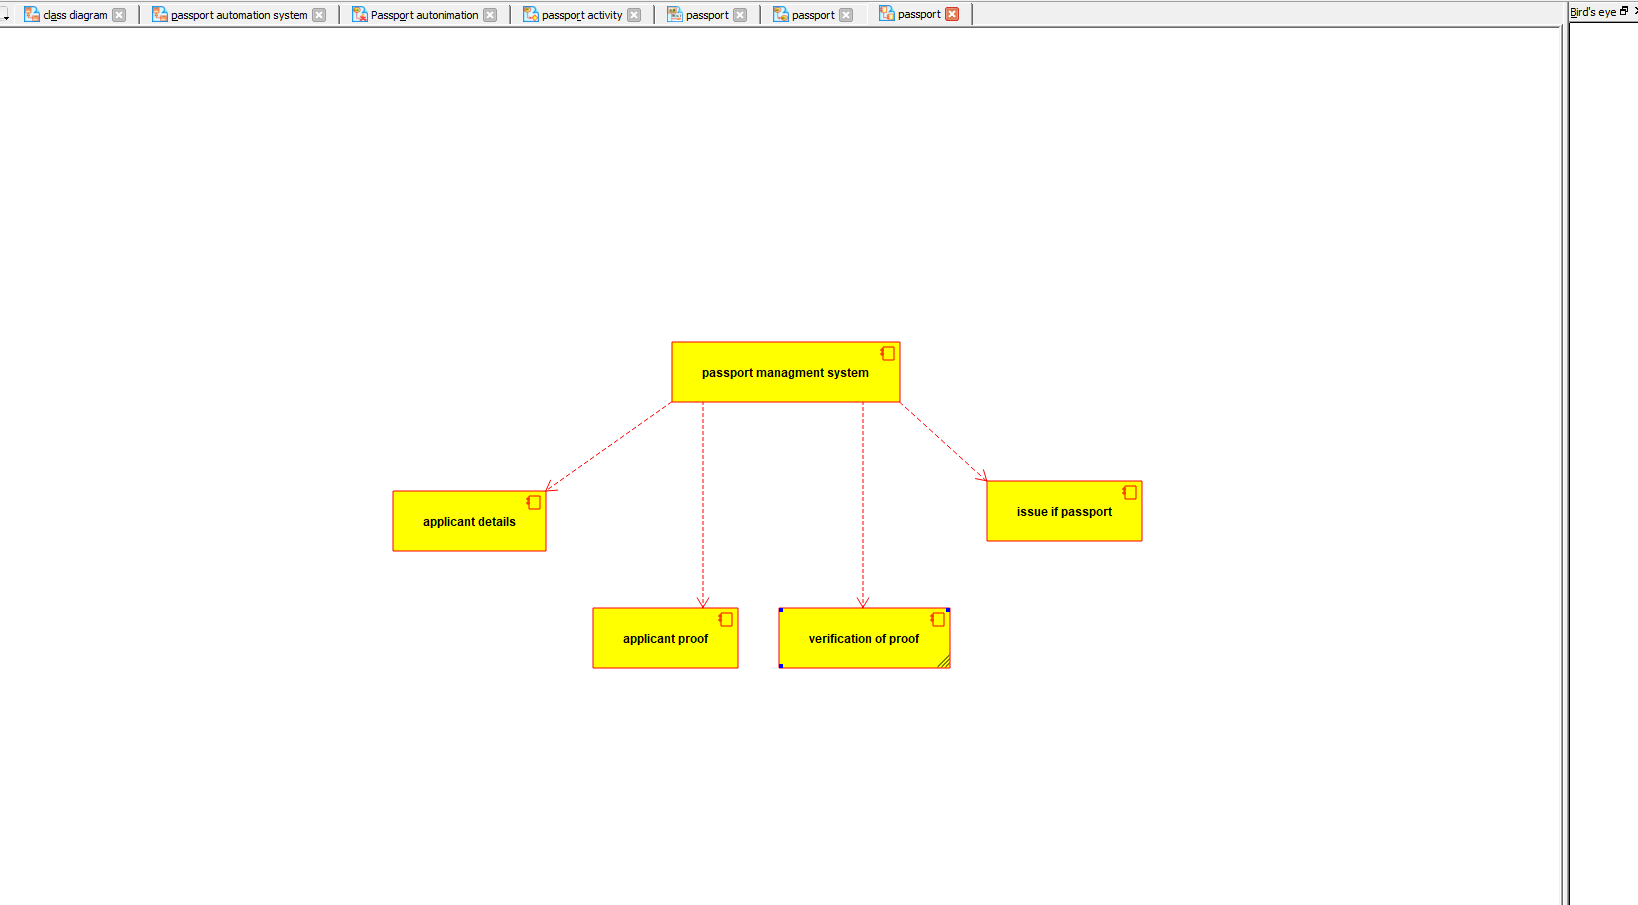 class diagram
passport automation system
Passport autonimation
passport activity
passport
passport
passport
Bird's eye
passport managment system
applicant details
issue if passport
applicant proof
verification of proof